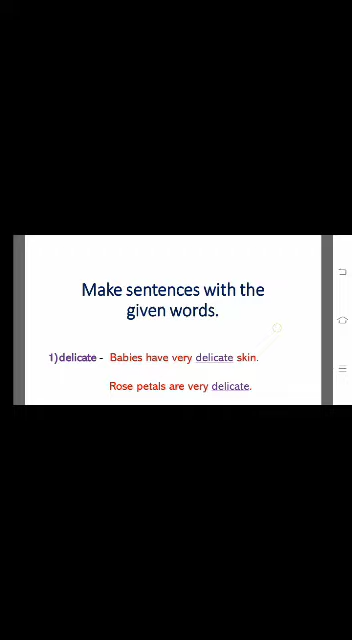 Make sentences with the
given words.
1)delicate - Babies have very delicate skin.
Rose petals are very delicate.